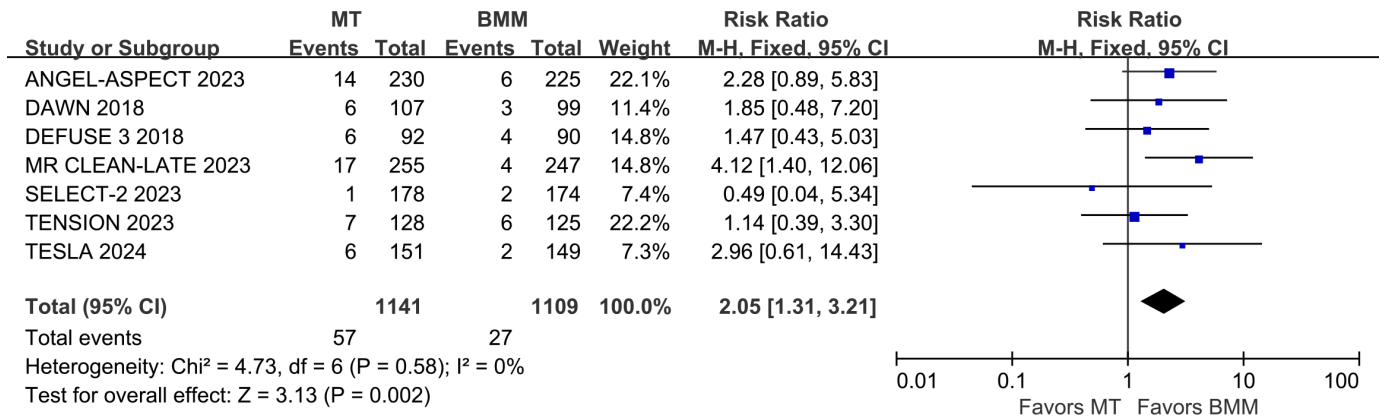 MT BMM Risk Ratio Risk Ratio
Study or Subgroup Events Total Events Total Weight M-H, Fixed, 95% CI M-H, Fixed, 95% CI
ANGEL-ASPECT 2023 14 230 6 225 22.1% 2.28 [0.89, 5.83]
DAWN 2018 6 107 3 99 11.4% 1.85 [0.48, 7.20]
DEFUSE 3 2018 6 92 4 90 14.8% 1.47 [0.43, 5.03]
MR CLEAN-LATE 2023 17 255 4 247 14.8% 4.12 [1.40, 12.06]
SELECT-2 2023 1 178 2 174 7.4% 0.49 [0.04, 5.34]
TENSION 2023 7 128 6 125 22.2% 1.14 [0.39, 3.30]
TESLA 2024 6 151 2 149 7.3% 2.96 [0.61, 14.43]
Total (95% CI) 1141 1109 100.0% 2.05 [1.31, 3.21]
Total events 57 27
Heterogeneity: Chi² = 4.73, df = 6 (P = 0.58); I² = 0%
Test for overall effect: Z = 3.13 (P = 0.002)
0.01 0.1 1 10 100
Favors MT Favors BMM